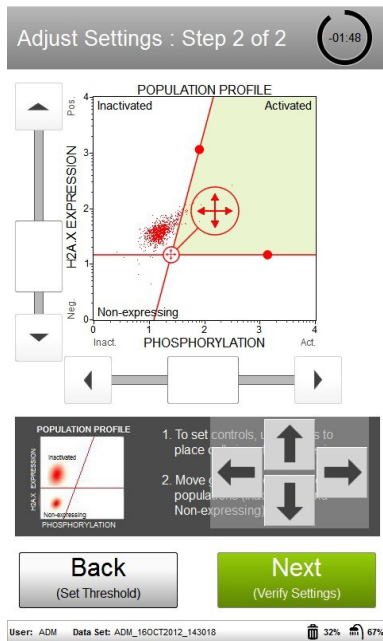 Adjust Settings : Step 2 of 2
-01:48
POPULATION PROFILE
Inactivated
Activated
Non-expressing
H2A.X EXPRESSION
Pos.
Neg.
4
3
2
1
0
0 1 2 3 4
Inact. PHOSPHORYLATION Act.
POPULATION PROFILE
Inactivated
Non-expressing
H2A.X EXPRESSION
PHOSPHORYLATION
1. To set controls, u s to
place
2. Move
popula
Non-expressing)
Back
(Set Threshold)
Next
(Verify Settings)
User: ADM Data Set: ADM_16OCT2012_143018 32% 67%